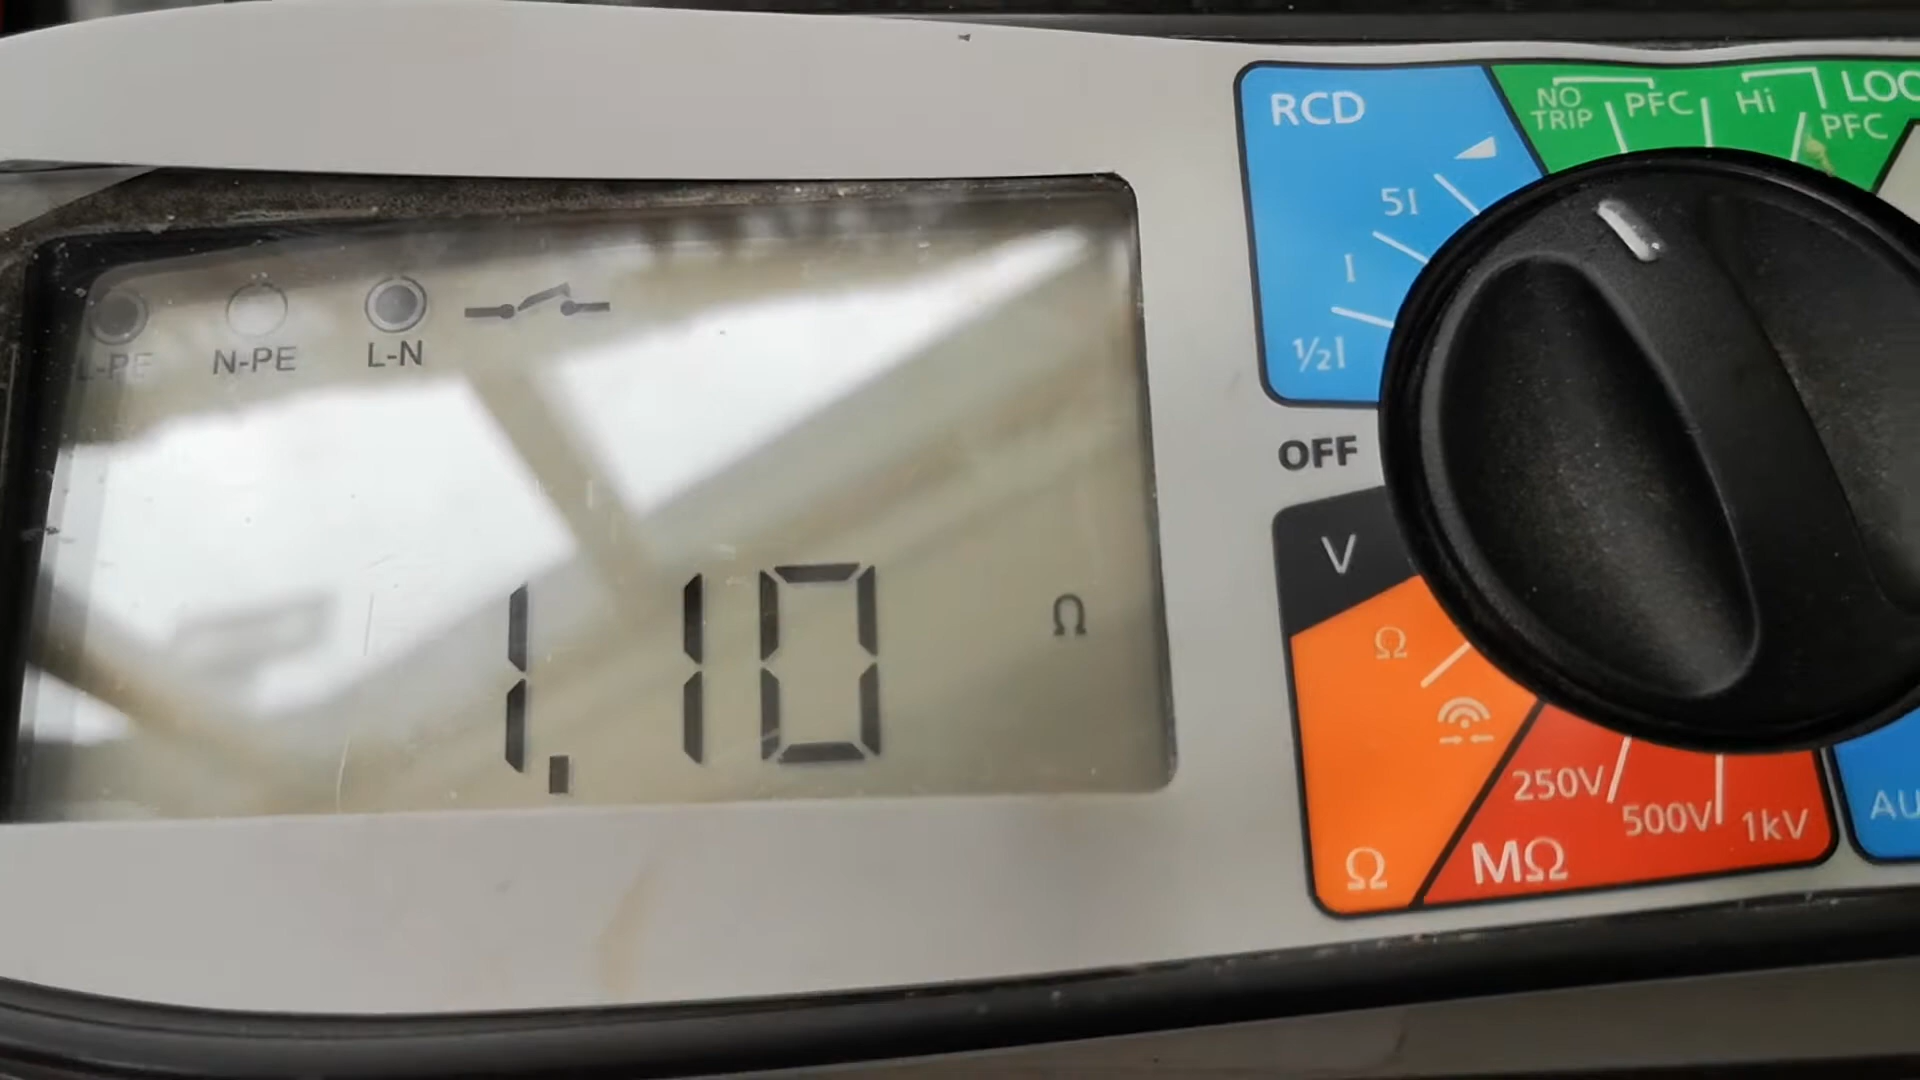 RCD
NO TRIP
PFC
Hi
LOO
PFC
5I
I
½I
L-PE
N-PE
L-N
OFF
V
1.10 Ω
Ω
250V
500V
1kV
AU
MΩ
Ω